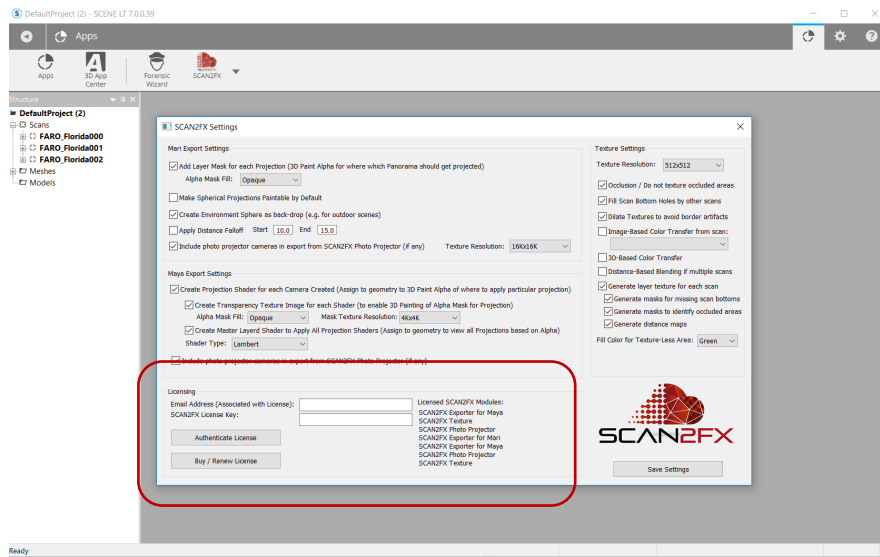 DefaultProject (2) - SCENE LT 7.0.0.39
Apps
Apps
3D App
Center
Forensic
Wizard
SCAN2FX
Structure
DefaultProject (2)
Scans
FARO_Florida000
FARO_Florida001
FARO_Florida002
Meshes
Models
SCAN2FX Settings
Mari Export Settings
Add Layer Mask for each Projection (3D Paint Alpha for where which Panorama should get projected)
Alpha Mask Fill: Opaque
Make Spherical Projections Paintable by Default
Create Environment Sphere as back-drop (e.g. for outdoor scenes)
Apply Distance Falloff Start 10.0 End 15.0
Include photo projector cameras in export from SCAN2FX Photo Projector (if any) Texture Resolution: 16Kx16K
Maya Export Settings
Create Projection Shader for each Camera Created (Assign to geometry to 3D Paint Alpha of where to apply particular projection)
Create Transparency Texture Image for each Shader (to enable 3D Painting of Alpha Mask for Projection)
Alpha Mask Fill: Opaque Mask Texture Resolution: 4Kx4K
Create Master Layerd Shader to Apply All Projection Shaders (Assign to geometry to view all Projections based on Alpha)
Shader Type: Lambert
Include photo projector cameras in export from SCAN2FX Photo Projector (if any)
Licensing
Email Address (Associated with License):
SCAN2FX License Key:
Authenticate License
Buy / Renew License
Licensed SCAN2FX Modules:
SCAN2FX Exporter for Maya
SCAN2FX Texture
SCAN2FX Photo Projector
SCAN2FX Exporter for Mari
SCAN2FX Exporter for Maya
SCAN2FX Photo Projector
SCAN2FX Texture
Texture Settings
Texture Resolution: 512x512
Occlusion / Do not texture occluded areas
Fill Scan Bottom Holes by other scans
Dilate Textures to avoid border artifacts
Image-Based Color Transfer from scan:
3D-Based Color Transfer
Distance-Based Blending if multiple scans
Generate layer texture for each scan
Generate masks for missing scan bottoms
Generate masks to identify occluded areas
Generate distance maps
Fill Color for Texture-Less Area: Green
SCAN2FX
Save Settings
Ready